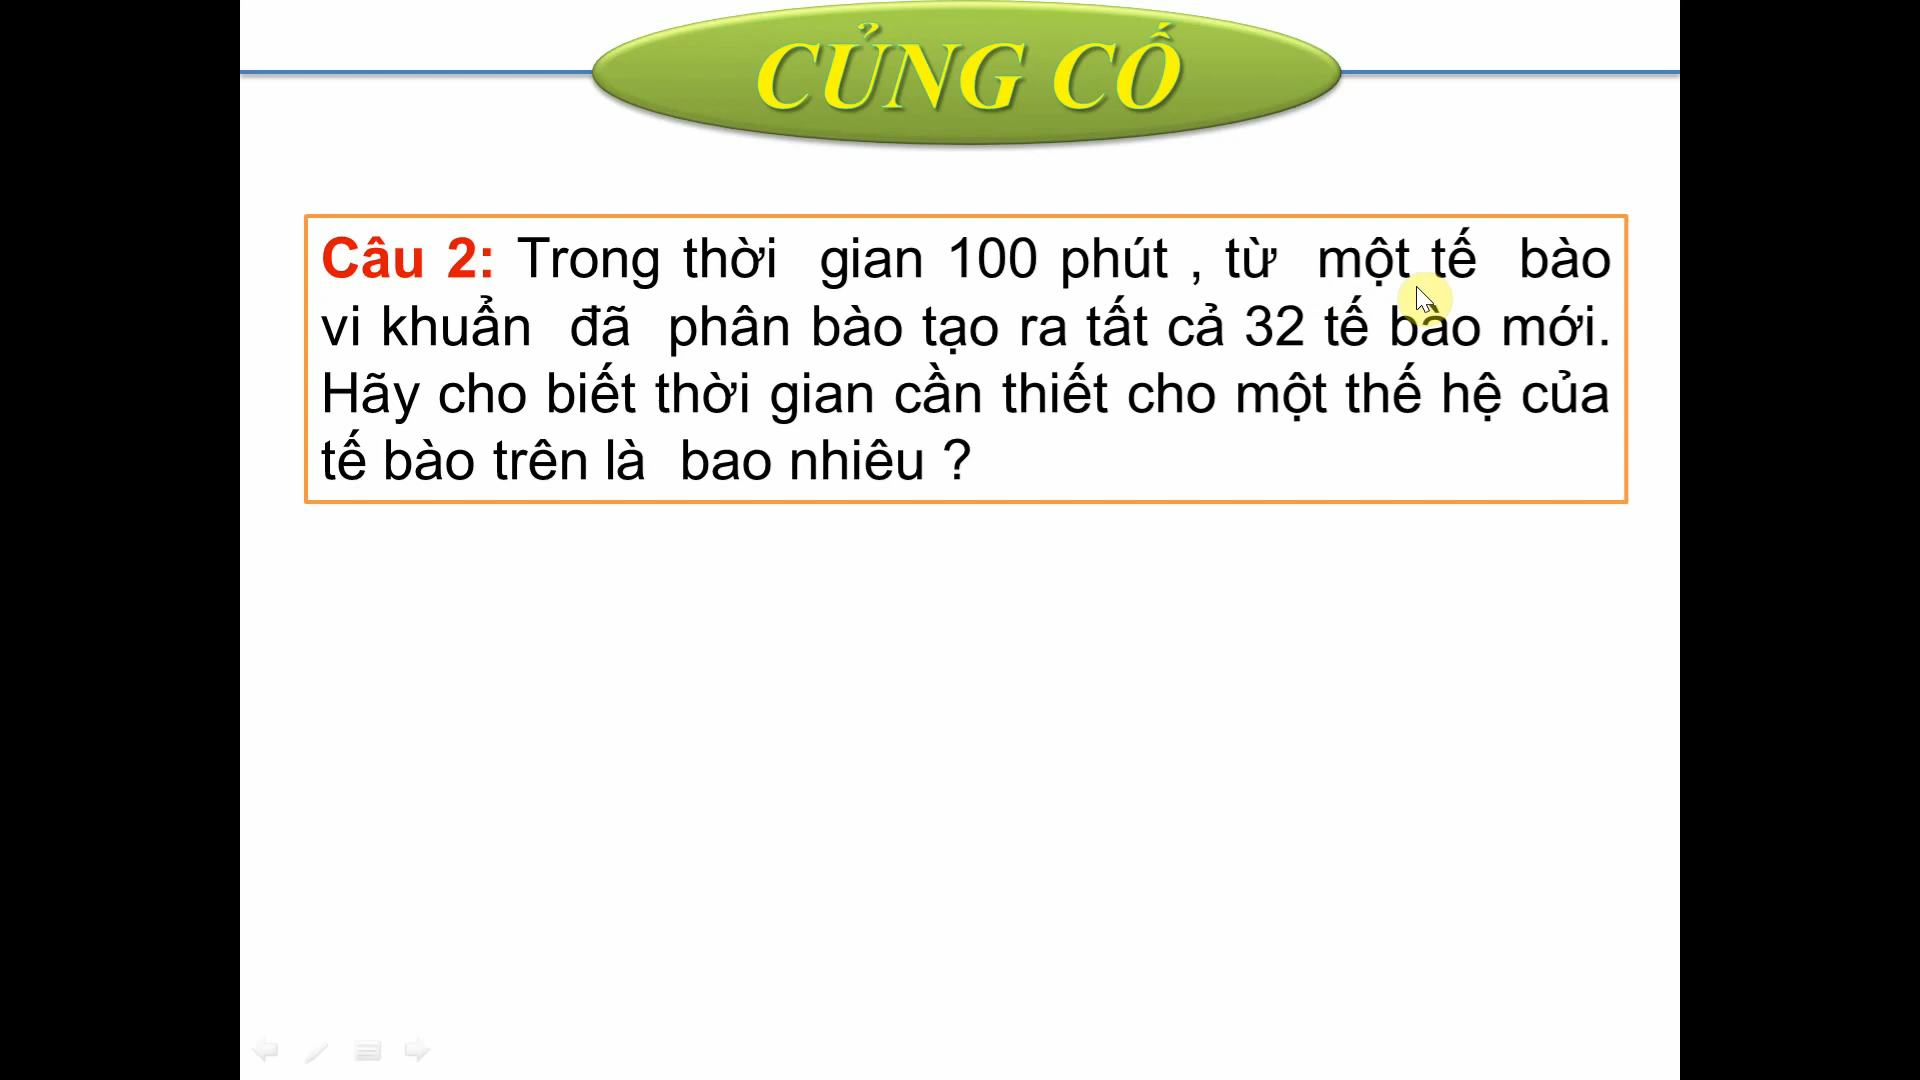 CỦNG CỐ
Câu 2: Trong thời gian 100 phút , từ một tế bào
vi khuẩn đã phân bào tạo ra tất cả 32 tế bào mới.
Hãy cho biết thời gian cần thiết cho một thế hệ của
tế bào trên là bao nhiêu ?